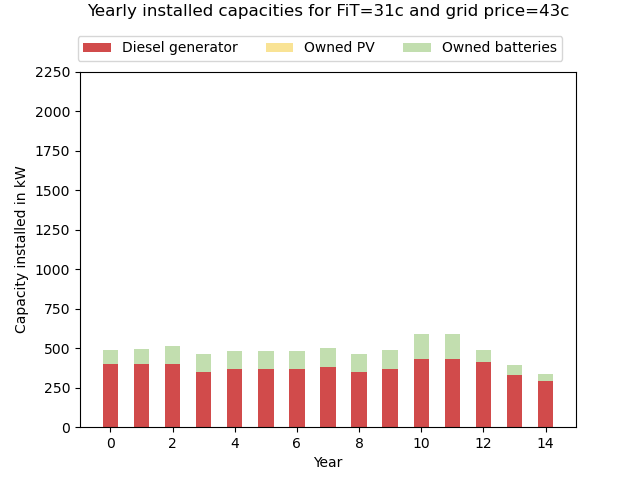 Yearly installed capacities for FiT=31c and grid price=43c
Diesel generator Owned PV Owned batteries
2250
2000
1750
1500
1250
1000
750
500
250
0
Capacity installed in kW
0 2 4 6 8 10 12 14
Year